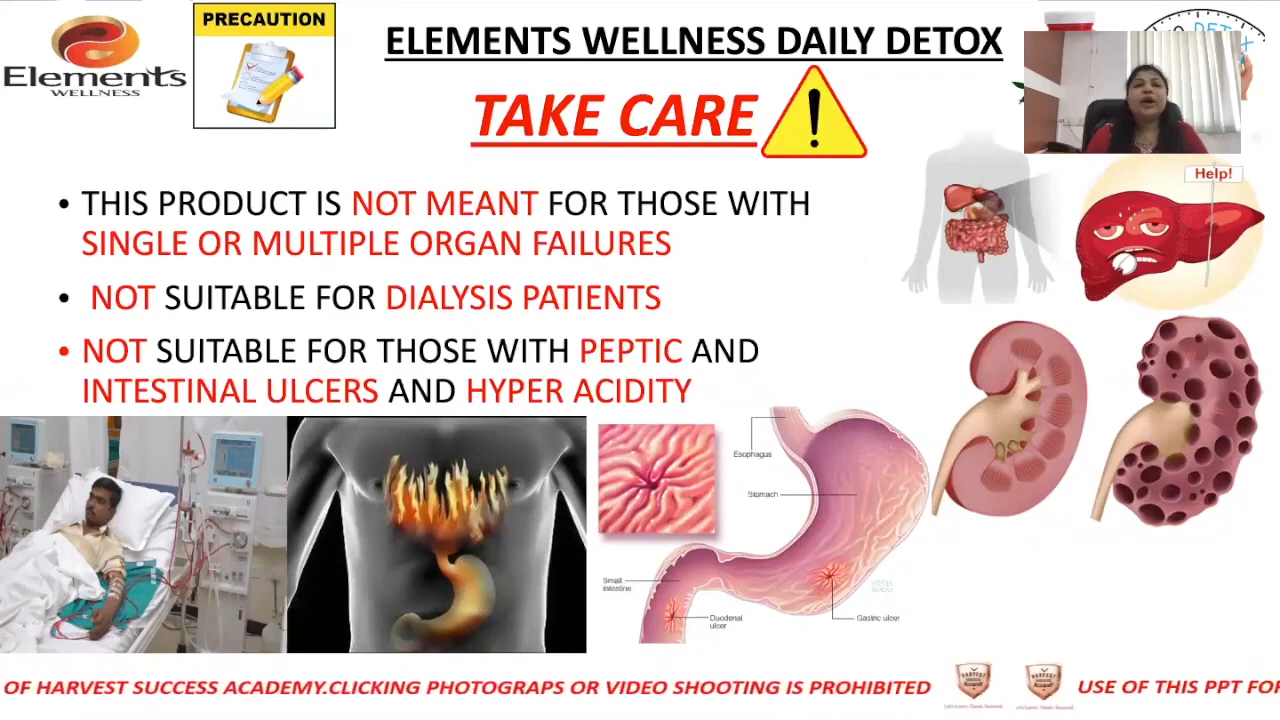 Elements
WELLNESS
PRECAUTION
ELEMENTS WELLNESS DAILY DETOX
TAKE CARE
!
DETOX
Help!
• THIS PRODUCT IS NOT MEANT FOR THOSE WITH
SINGLE OR MULTIPLE ORGAN FAILURES
• NOT SUITABLE FOR DIALYSIS PATIENTS
• NOT SUITABLE FOR THOSE WITH PEPTIC AND
INTESTINAL ULCERS AND HYPER ACIDITY
Esophagus
Stomach
Small
intestine
Duodenal
ulcer
Gastric ulcer
OF HARVEST SUCCESS ACADEMY.CLICKING PHOTOGRAPS OR VIDEO SHOOTING IS PROHIBITED
HARVEST
HARVEST
USE OF THIS PPT FOR